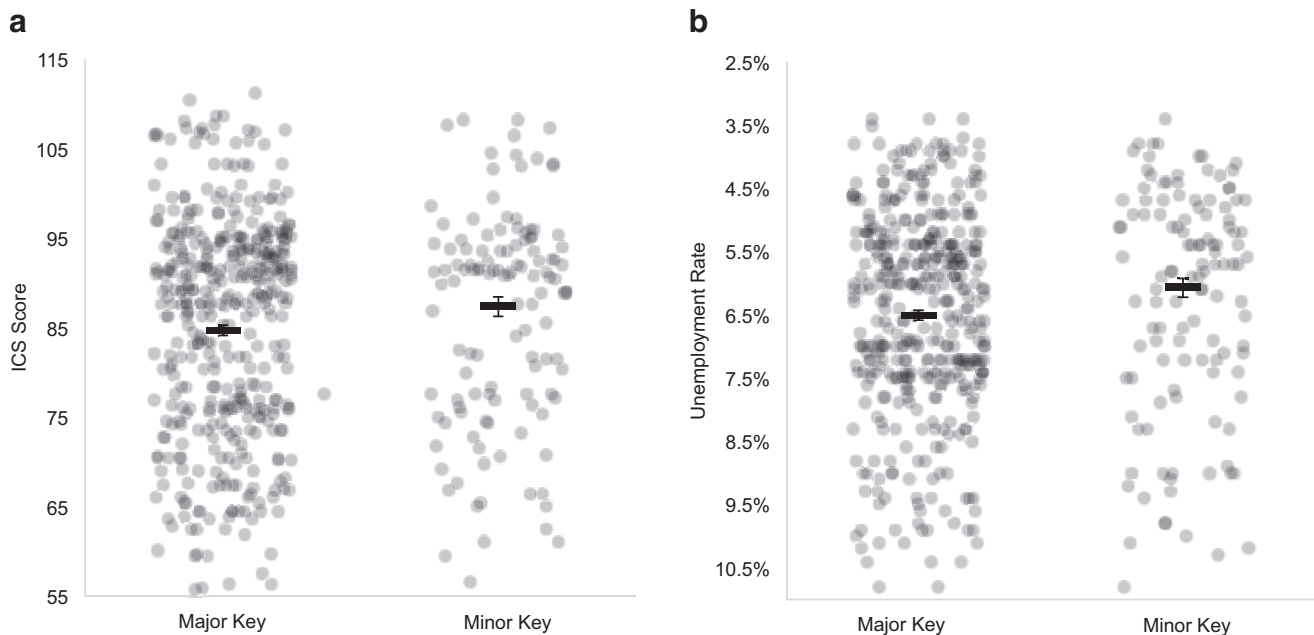 a
115
105
95
85
75
65
55
ICS Score
Major Key
Minor Key
b
2.5%
3.5%
4.5%
5.5%
6.5%
7.5%
8.5%
9.5%
10.5%
Unemployment Rate
Major Key
Minor Key